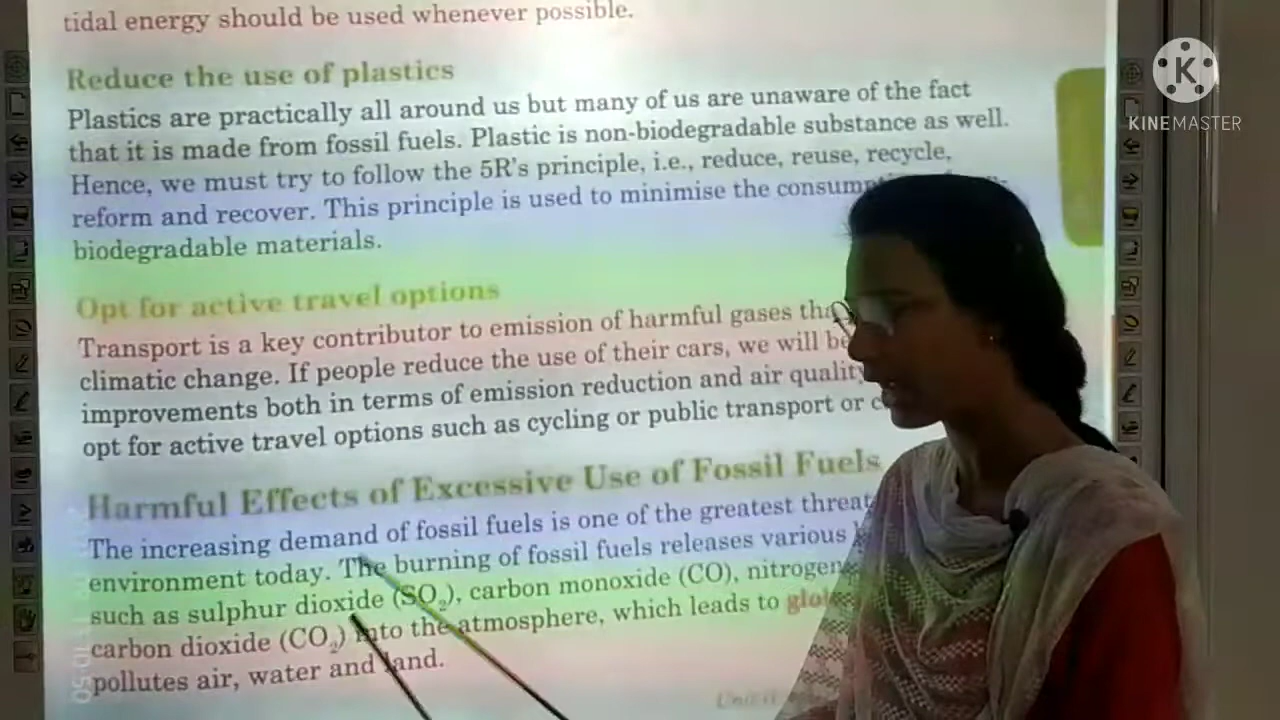 tidal energy should be used whenever possible.
Reduce the use of plastics
Plastics are practically all around us but many of us are unaware of the fact
that it is made from fossil fuels. Plastic is non-biodegradable substance as well.
Hence, we must try to follow the 5R's principle, i.e., reduce, reuse, recycle,
reform and recover. This principle is used to minimise the
biodegradable materials.
Opt for active travel options
Transport is a key contributor to emission of harmful gases
climatic change. If people reduce the use of their cars, we will
improvements both in terms of emission reduction and air quality
opt for active travel options such as cycling or public transport or
Harmful Effects of Excessive Use of Fossil Fuels
The increasing demand of fossil fuels is one of the greatest
environment today. The burning of fossil fuels releases various
such as sulphur dioxide (SO₂), carbon monoxide (CO), nitrogen
carbon dioxide (CO₂) into the atmosphere, which leads to
pollutes air, water and land.
KINEMASTER